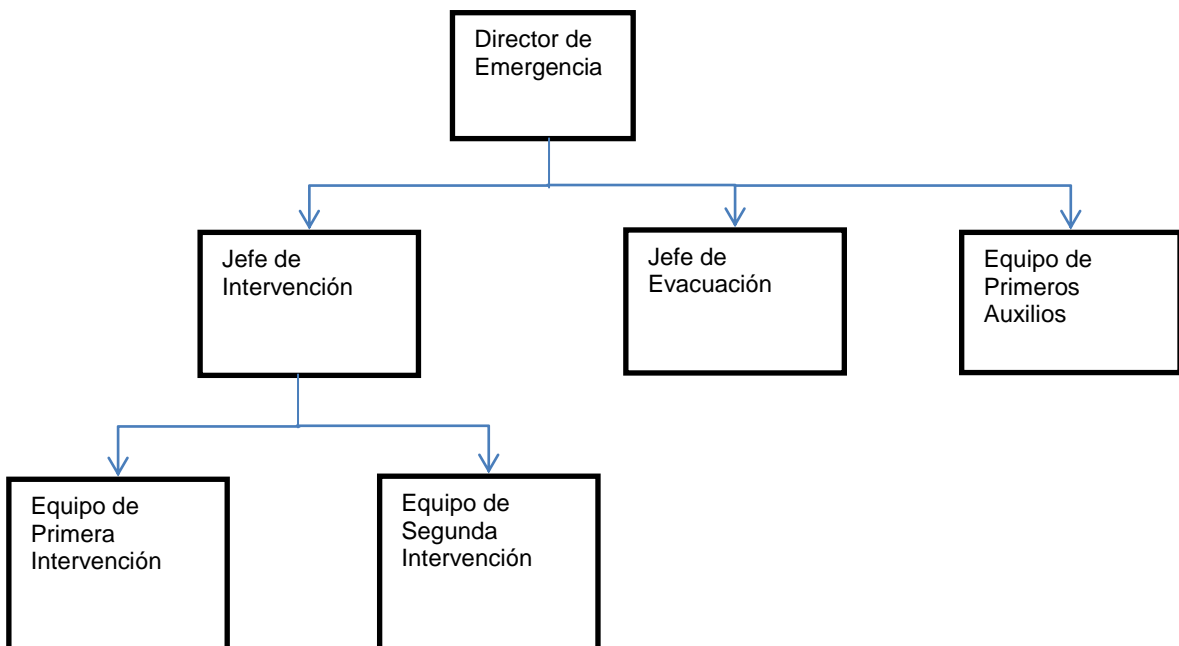 Director de
Emergencia
Jefe de
Intervención
Jefe de
Evacuación
Equipo de
Primeros
Auxilios
Equipo de
Primera
Intervención
Equipo de
Segunda
Intervención